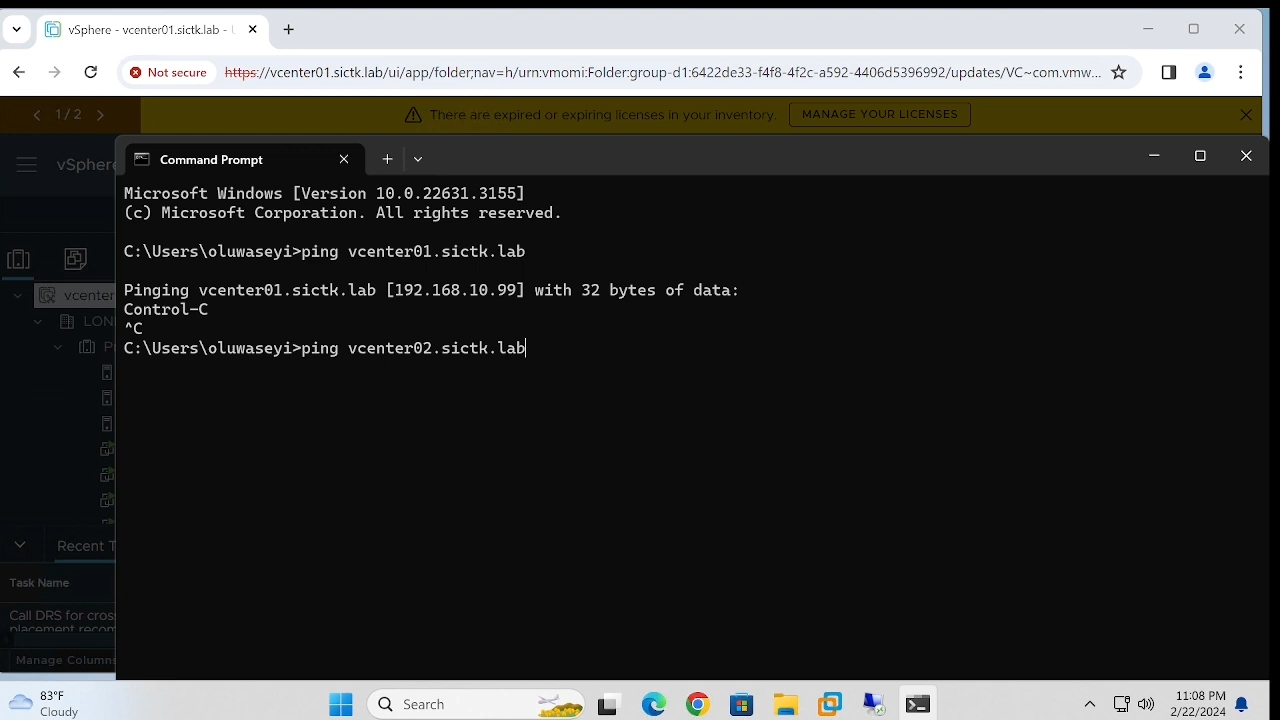 vSphere - vcenter01.sictk.lab - 
Not secure
https://vcenter01.sictk.lab/ui/app/folder;nav=h/urn:vmomi:Folder:group-d1:6422de33-f4f8-4f2c-a592-4406d5396992/updates/VC~com.vmw...
1 / 2
There are expired or expiring licenses in your inventory.
MANAGE YOUR LICENSES
vSphere
Command Prompt
Microsoft Windows [Version 10.0.22631.3155]
(c) Microsoft Corporation. All rights reserved.
C:\Users\oluwaseyi>ping vcenter01.sictk.lab
Pinging vcenter01.sictk.lab [192.168.10.99] with 32 bytes of data:
Control-C
^C
C:\Users\oluwaseyi>ping vcenter02.sictk.lab
vcenter
LON
P
Recent T
Task Name
Call DRS for cros
placement recom
Manage Columns
83°F
Cloudy
Search
11:08 PM
2/22/2024